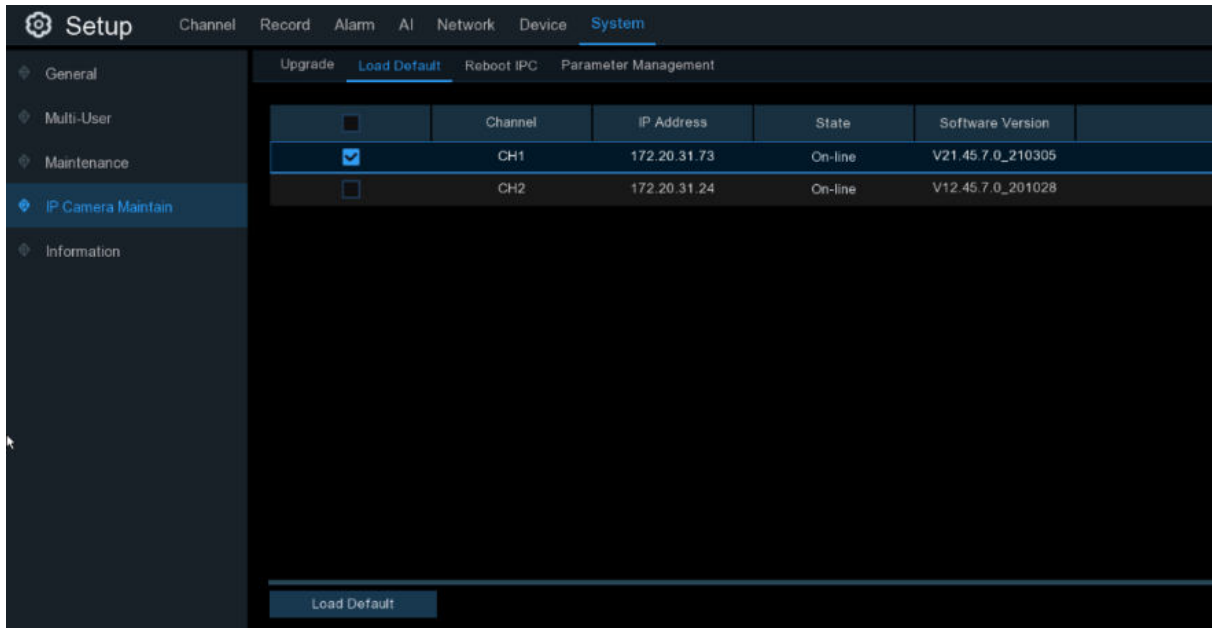 Setup Channel Record Alarm AI Network Device System
General
Multi-User
Maintenance
IP Camera Maintain
Information
Upgrade Load Default Reboot IPC Parameter Management
Channel IP Address State Software Version
CH1 172.20.31.73 On-line V21.45.7.0_210305
CH2 172.20.31.24 On-line V12.45.7.0_201028
Load Default